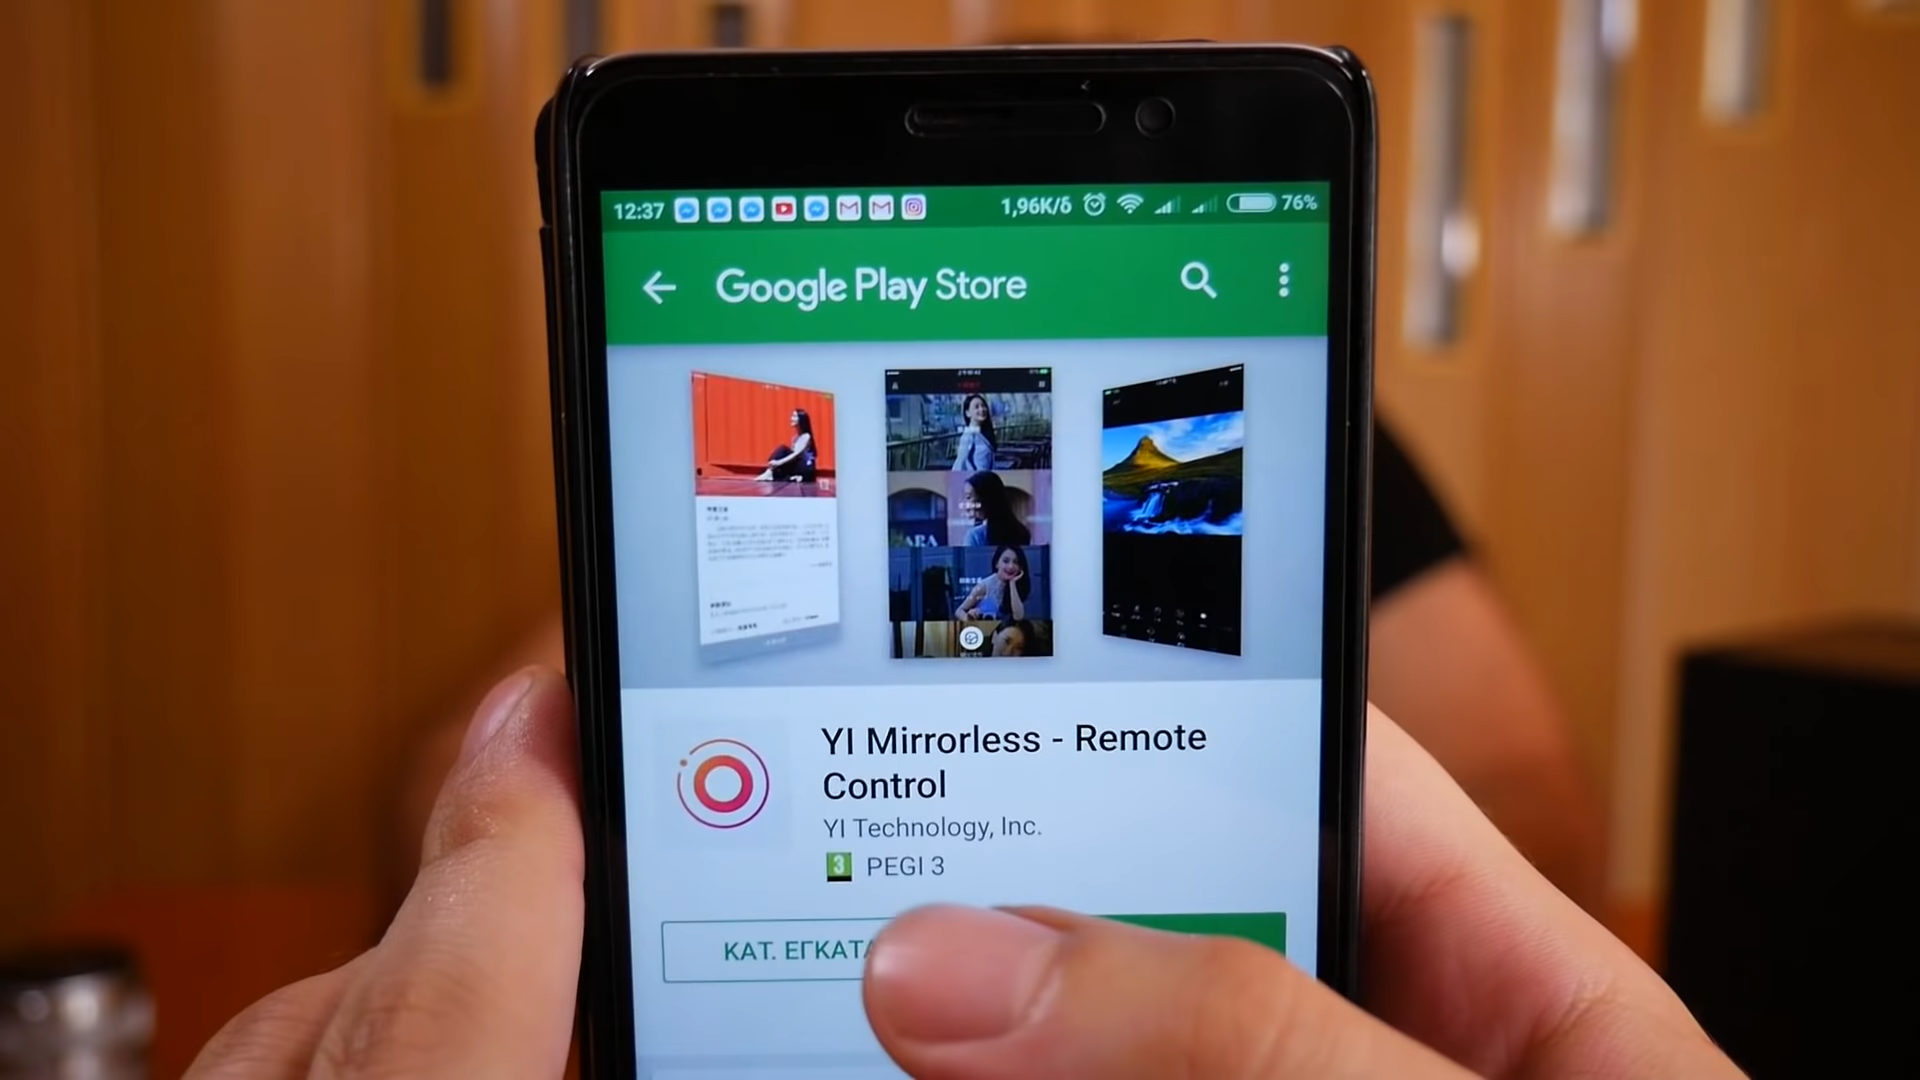 12:37 1,96K/δ 76%
Google Play Store
ARA
YI Mirrorless - Remote
Control
YI Technology, Inc.
3 PEGI 3
ΚΑΤ.